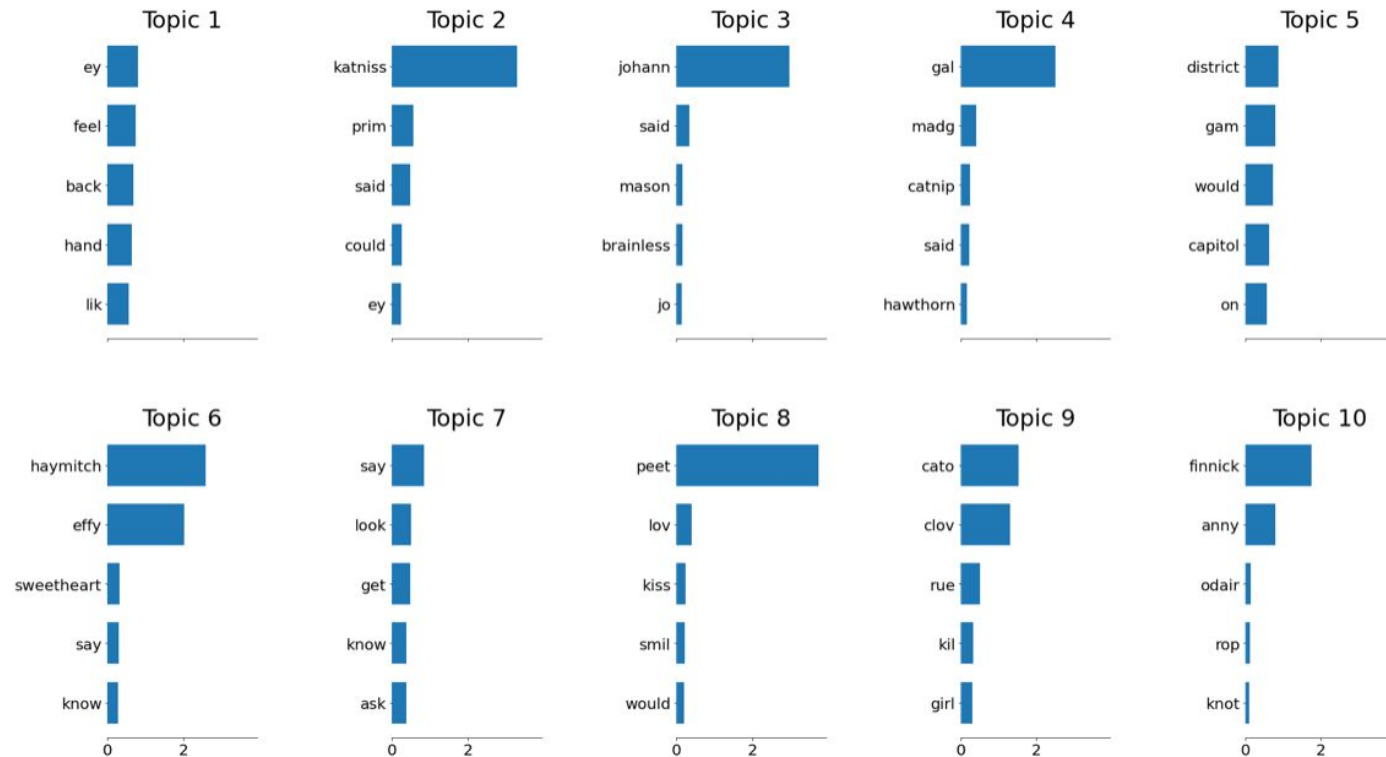 Topic 1
ey
feel
back
hand
lik
Topic 2
katniss
prim
said
could
ey
Topic 3
johann
said
mason
brainless
jo
Topic 4
gal
madg
catnip
said
hawthorn
Topic 5
district
gam
would
capitol
on
Topic 6
haymitch
effy
sweetheart
say
know
0 2
Topic 7
say
look
get
know
ask
0 2
Topic 8
peet
lov
kiss
smil
would
0 2
Topic 9
cato
clov
rue
kil
girl
0 2
Topic 10
finnick
anny
odair
rop
knot
0 2